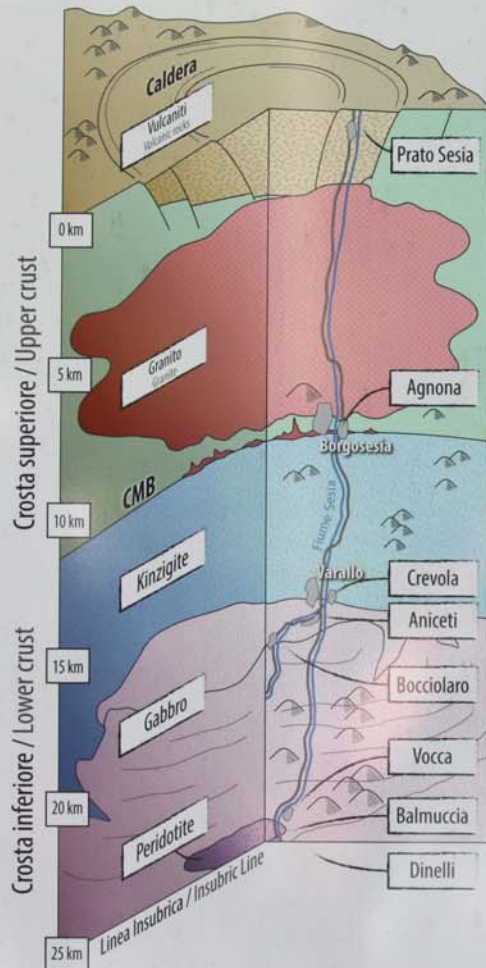 Caldera
Vulcaniti
Volcanic rocks
Prato Sesia
0 km
Crosta superiore / Upper crust
5 km
Granito
Granite
Agnona
Borgosesia
CMB
10 km
Fiume Sesia
Kinzigite
Varallo
Crevola
Aniceti
15 km
Crosta inferiore / Lower crust
Bocciolaro
Gabbro
Vocca
20 km
Balmuccia
Peridotite
Dinelli
Linea Insubrica / Insubric Line
25 km